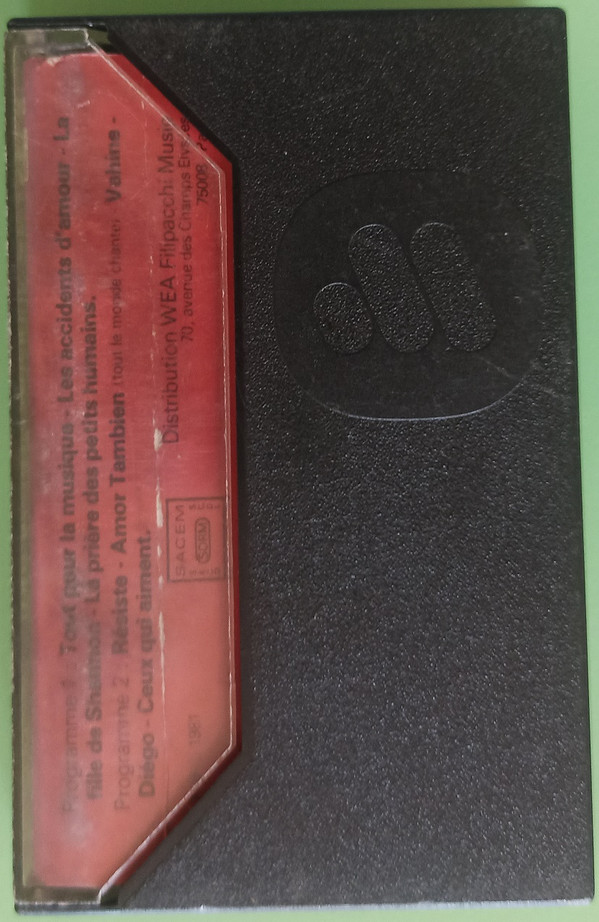 Programme 1 : Tout pour la musique - Les accidents d'amour - La
fille de Shannon - La prière des petits humains.
Programme 2 : Résiste - Amor Tambien (tout le monde chante) Vahine -
Diégo - Ceux qui aiment.
Distribution WEA Filipacchi Music
70, avenue des Champs Elysées
75008
SACEM
SDRM
1981